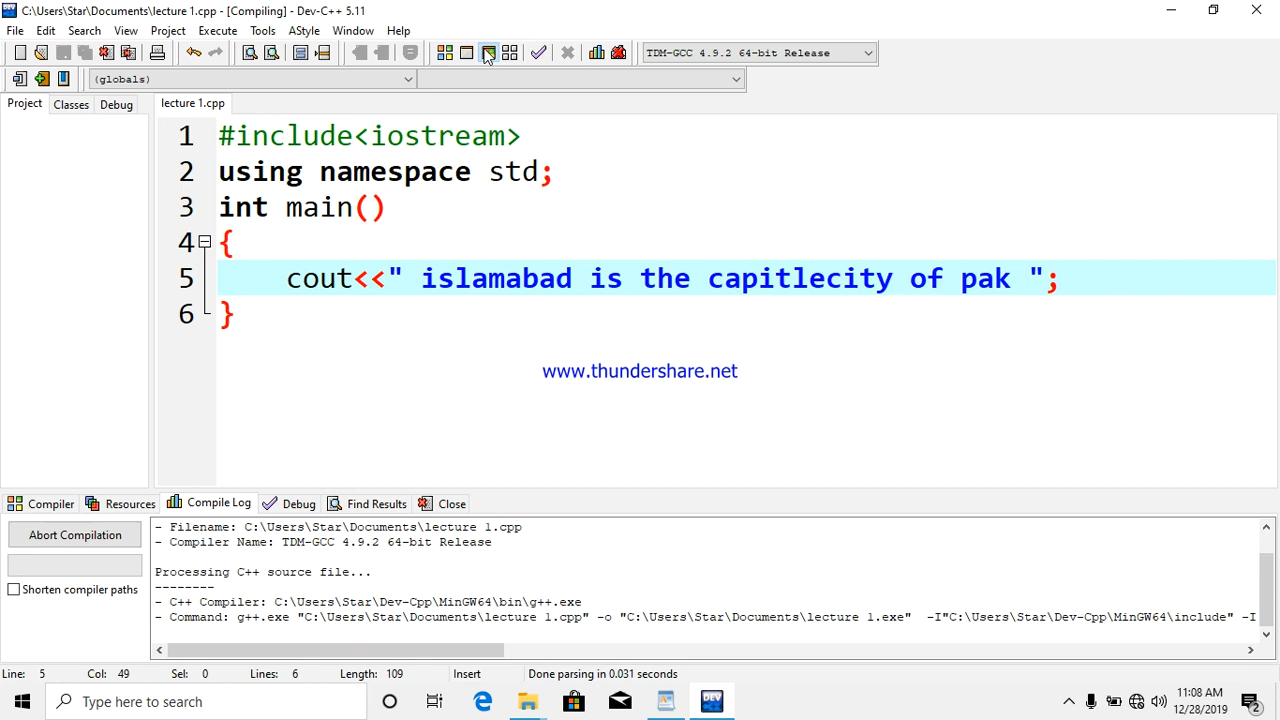 C:\Users\Star\Documents\lecture 1.cpp - [Compiling] - Dev-C++ 5.11
File Edit Search View Project Execute Tools AStyle Window Help
TDM-GCC 4.9.2 64-bit Release
(globals)
Project Classes Debug lecture 1.cpp
1 #include<iostream>
2 using namespace std;
3 int main()
4 {
5 cout<<" islamabad is the capitlecity of pak ";
6 }
www.thundershare.net
Compiler Resources Compile Log Debug Find Results Close
Abort Compilation
Shorten compiler paths
- Filename: C:\Users\Star\Documents\lecture 1.cpp
- Compiler Name: TDM-GCC 4.9.2 64-bit Release
Processing C++ source file...
--------
- C++ Compiler: C:\Users\Star\Dev-Cpp\MinGW64\bin\g++.exe
- Command: g++.exe "C:\Users\Star\Documents\lecture 1.cpp" -o "C:\Users\Star\Documents\lecture 1.exe" -I"C:\Users\Star\Dev-Cpp\MinGW64\include" -I
Line: 5 Col: 49 Sel: 0 Lines: 6 Length: 109 Insert Done parsing in 0.031 seconds
Type here to search
DEV
11:08 AM
12/28/2019
2